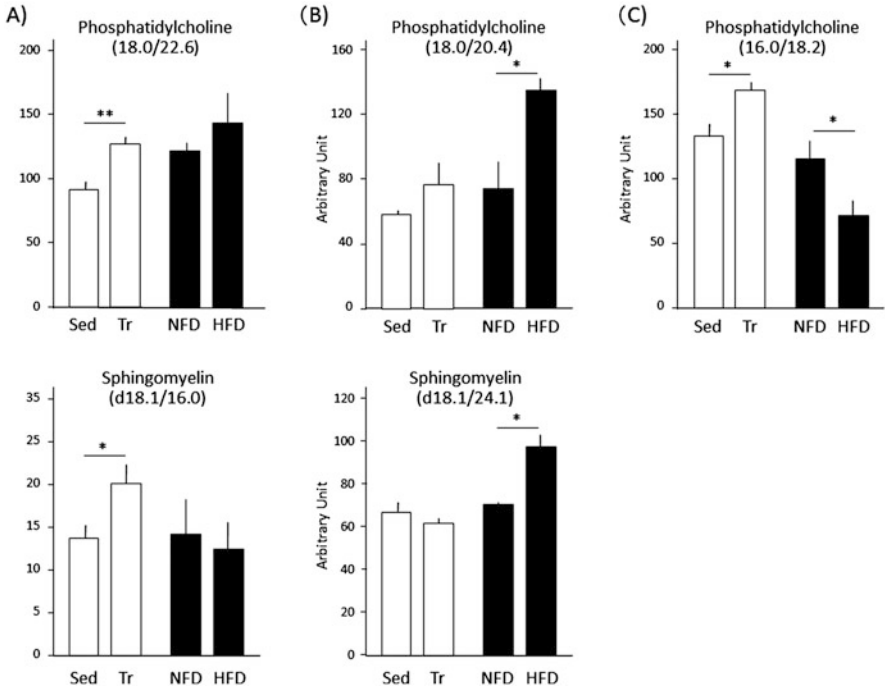 A)
Phosphatidylcholine
(18.0/22.6)
200
150
100
50
0
**
Sed Tr NFD HFD
(B)
Phosphatidylcholine
(18.0/20.4)
160
120
80
40
0
Arbitrary Unit
*
Sed Tr NFD HFD
(C)
Phosphatidylcholine
(16.0/18.2)
200
150
100
50
0
Arbitrary Unit
*
*
Sed Tr NFD HFD
Sphingomyelin
(d18.1/16.0)
35
25
20
15
10
5
0
*
Sed Tr NFD HFD
Sphingomyelin
(d18.1/24.1)
120
100
80
60
40
20
0
Arbitrary Unit
*
Sed Tr NFD HFD